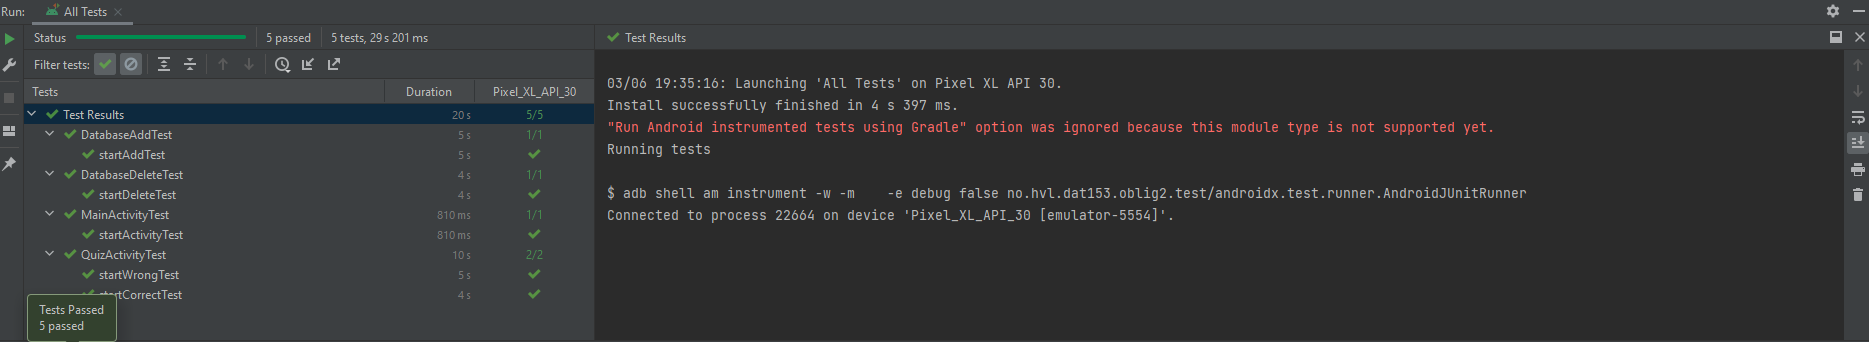 Run: All Tests
Status 5 passed 5 tests, 29 s 201 ms
Filter tests:
Tests Duration Pixel_XL_API_30
Test Results 20 s 5/5
DatabaseAddTest 5 s 1/1
startAddTest 5 s
DatabaseDeleteTest 4 s 1/1
startDeleteTest 4 s
MainActivityTest 810 ms 1/1
startActivityTest 810 ms
QuizActivityTest 10 s 2/2
startWrongTest 5 s
startCorrectTest 4 s
Tests Passed
5 passed
Test Results
03/06 19:35:16: Launching 'All Tests' on Pixel XL API 30.
Install successfully finished in 4 s 397 ms.
"Run Android instrumented tests using Gradle" option was ignored because this module type is not supported yet.
Running tests
$ adb shell am instrument -w -m    -e debug false no.hvl.dat153.oblig2.test/androidx.test.runner.AndroidJUnitRunner
Connected to process 22664 on device 'Pixel_XL_API_30 [emulator-5554]'.